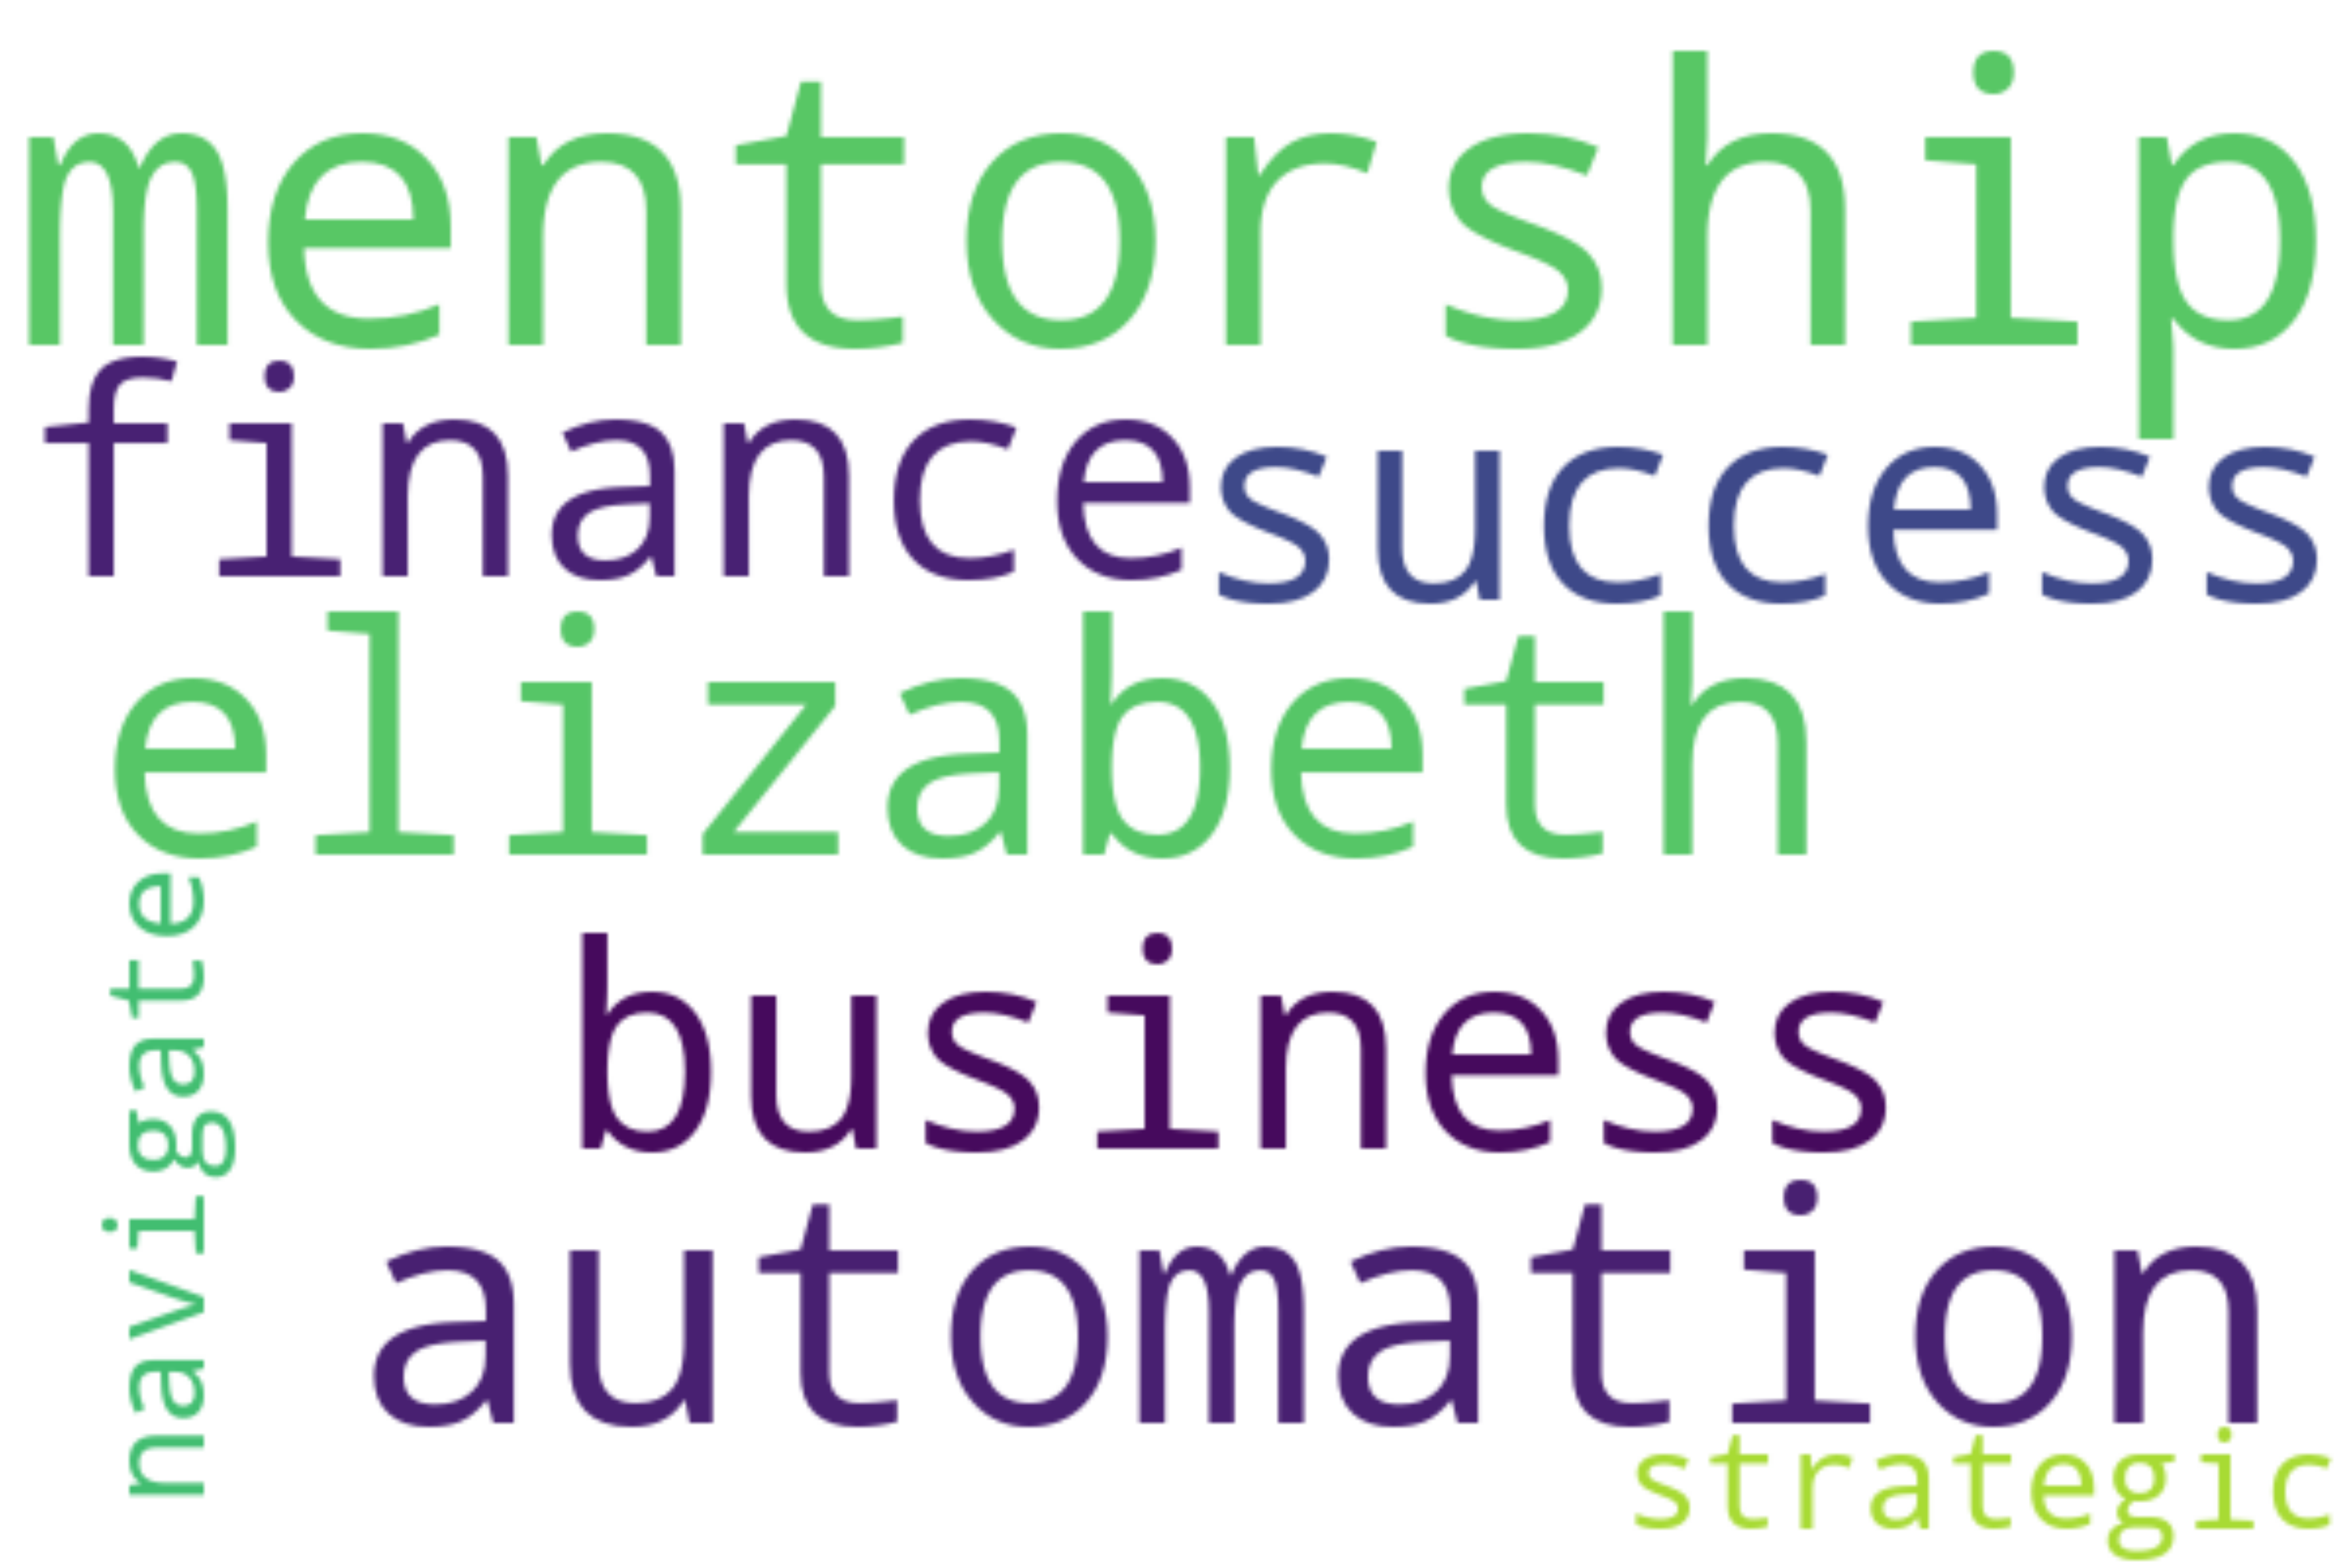 mentorship
finance success
elizabeth
navigate
business
automation
strategic